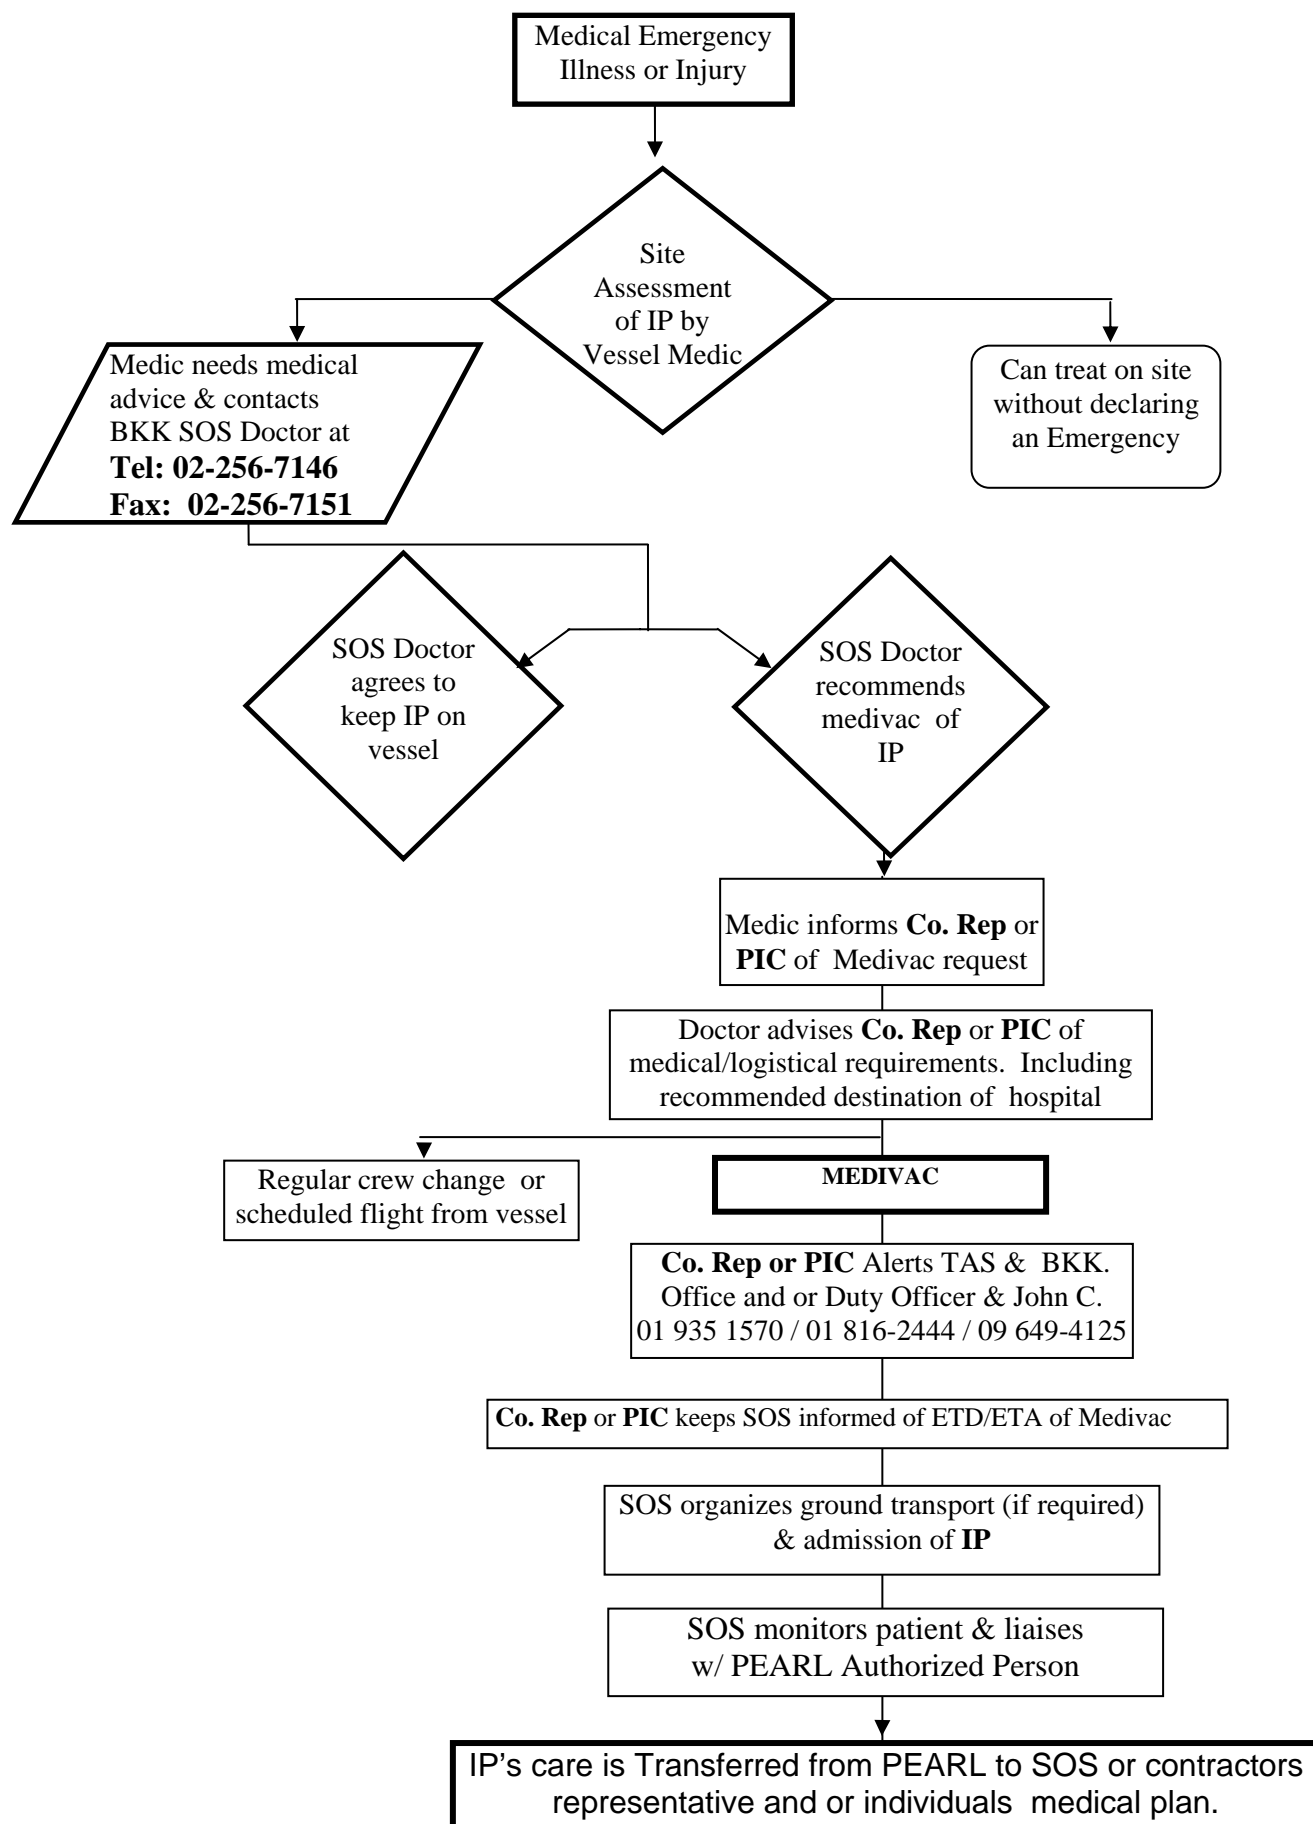 Medical Emergency
Illness or Injury
Site
Assessment
of IP by
Vessel Medic
Medic needs medical
advice & contacts
BKK SOS Doctor at
Tel: 02-256-7146
Fax: 02-256-7151
Can treat on site
without declaring
an Emergency
SOS Doctor
agrees to
keep IP on
vessel
SOS Doctor
recommends
medivac of
IP
Medic informs Co. Rep or
PIC of Medivac request
Doctor advises Co. Rep or PIC of
medical/logistical requirements. Including
recommended destination of hospital
Regular crew change or
scheduled flight from vessel
MEDIVAC
Co. Rep or PIC Alerts TAS & BKK.
Office and or Duty Officer & John C.
01 935 1570 / 01 816-2444 / 09 649-4125
Co. Rep or PIC keeps SOS informed of ETD/ETA of Medivac
SOS organizes ground transport (if required)
& admission of IP
SOS monitors patient & liaises
w/ PEARL Authorized Person
IP's care is Transferred from PEARL to SOS or contractors
representative and or individuals medical plan.